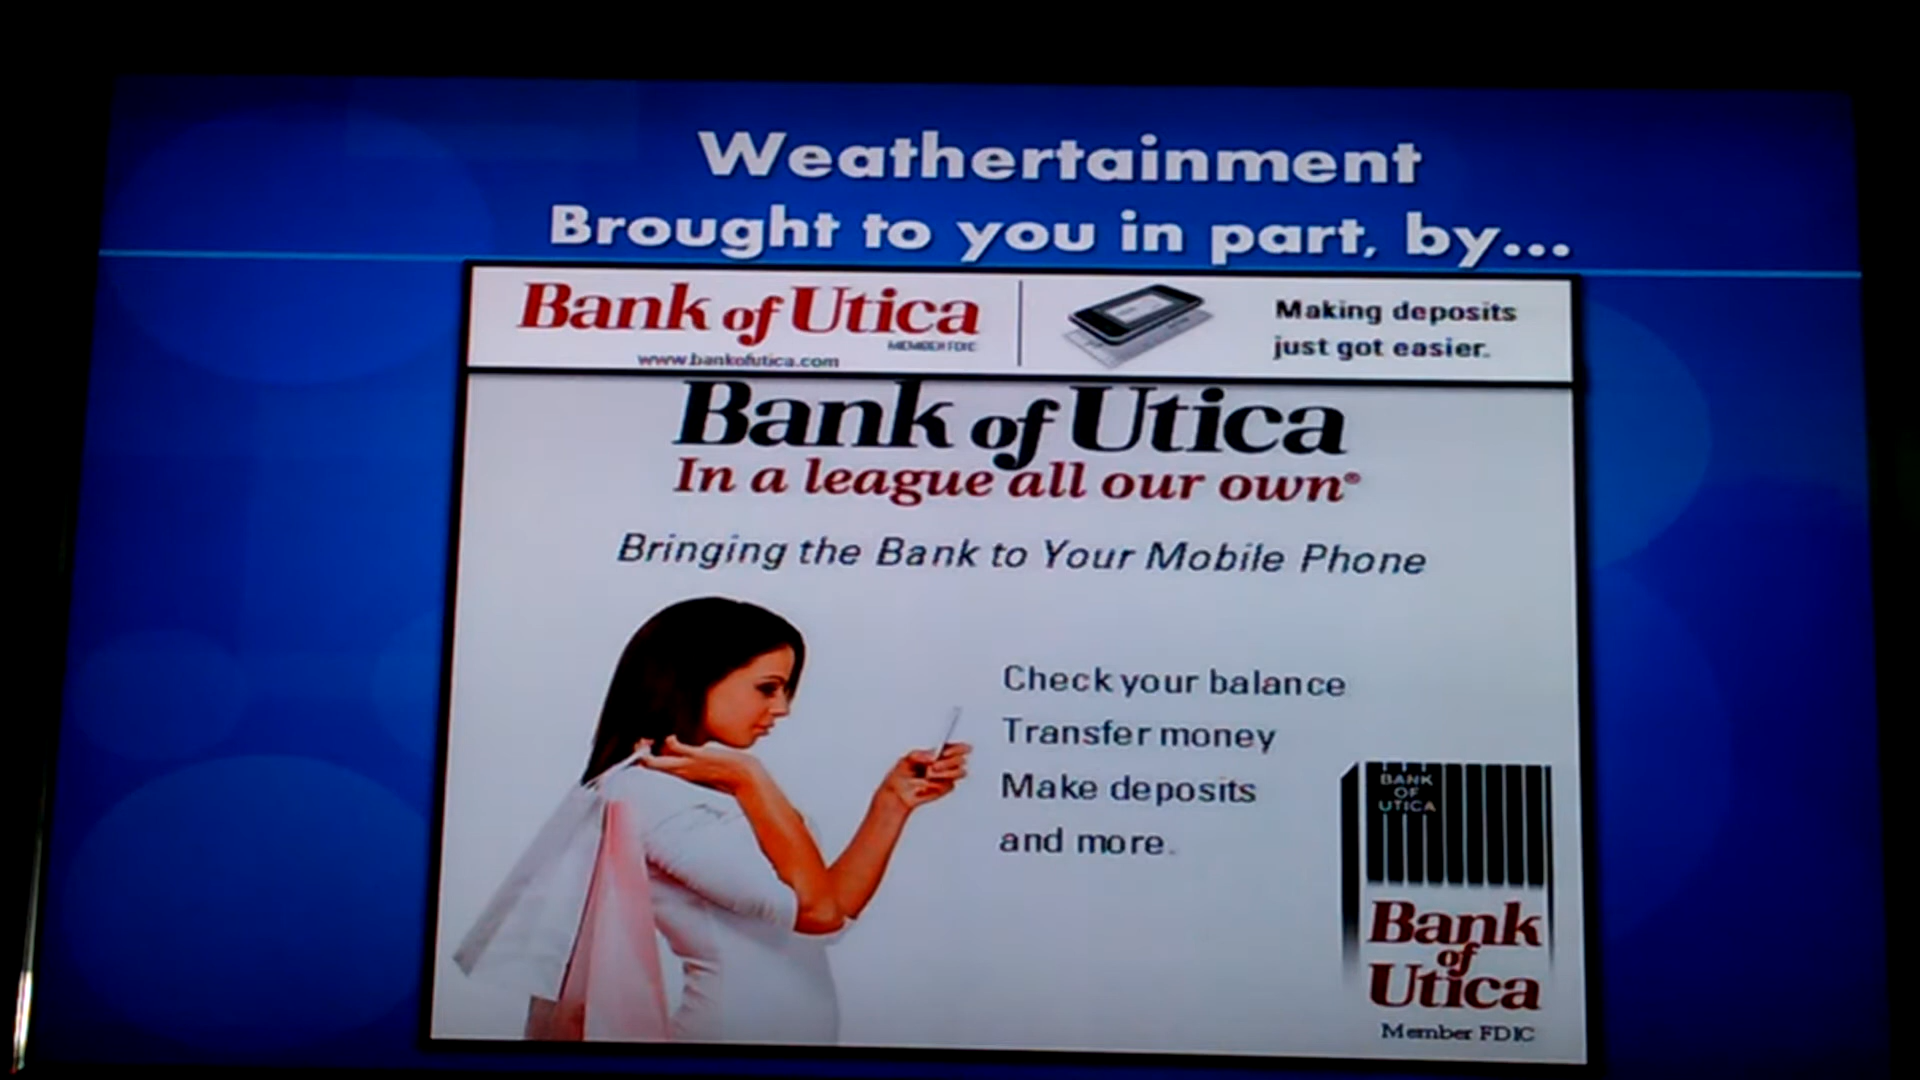 Weathertainment
Brought to you in part, by...
Bank of Utica
MEMBER FDIC
www.bankofutica.com
Making deposits
just got easier.
Bank of Utica
In a league all our own®
Bringing the Bank to Your Mobile Phone
Check your balance
Transfer money
Make deposits
and more.
BANK
OF
UTICA
Bank
of
Utica
Member FDIC